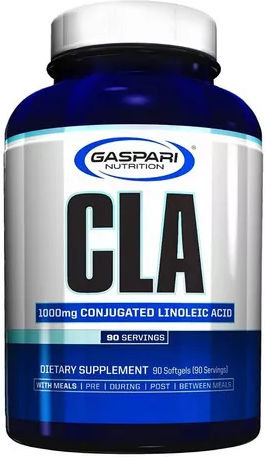 GASPARI
NUTRITION
CLA
1000mg CONJUGATED LINOLEIC ACID
90 SERVINGS
DIETARY SUPPLEMENT 90 Softgels (90 Servings)
WITH MEALS | PRE | DURING | POST | BETWEEN MEALS